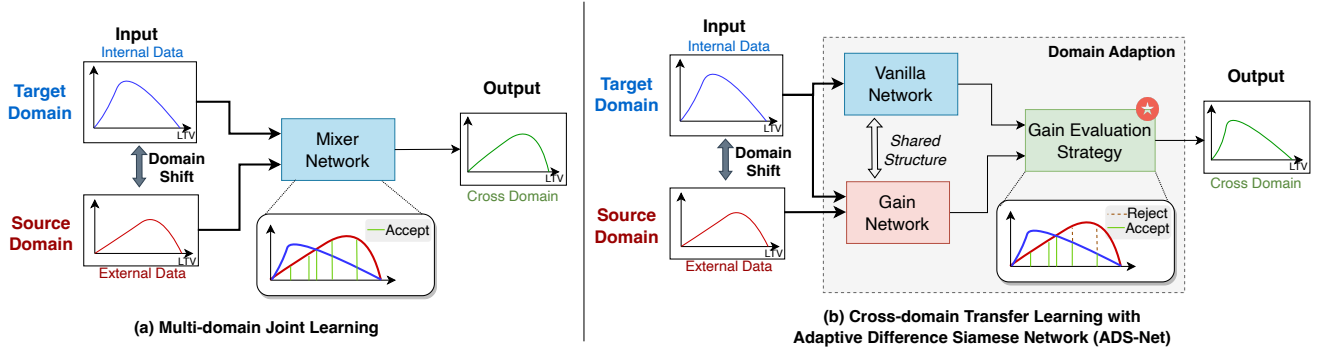 Input
Internal Data
LTV
Target
Domain
Domain
Shift
Source
Domain
LTV
External Data
Mixer
Network
Accept
Output
LTV
Cross Domain
(a) Multi-domain Joint Learning
Input
Internal Data
LTV
Target
Domain
Domain
Shift
Source
Domain
LTV
External Data
Domain Adaption
Vanilla
Network
Shared
Structure
Gain
Network
Gain Evaluation
Strategy
Reject
Accept
Output
LTV
Cross Domain
(b) Cross-domain Transfer Learning with
Adaptive Difference Siamese Network (ADS-Net)